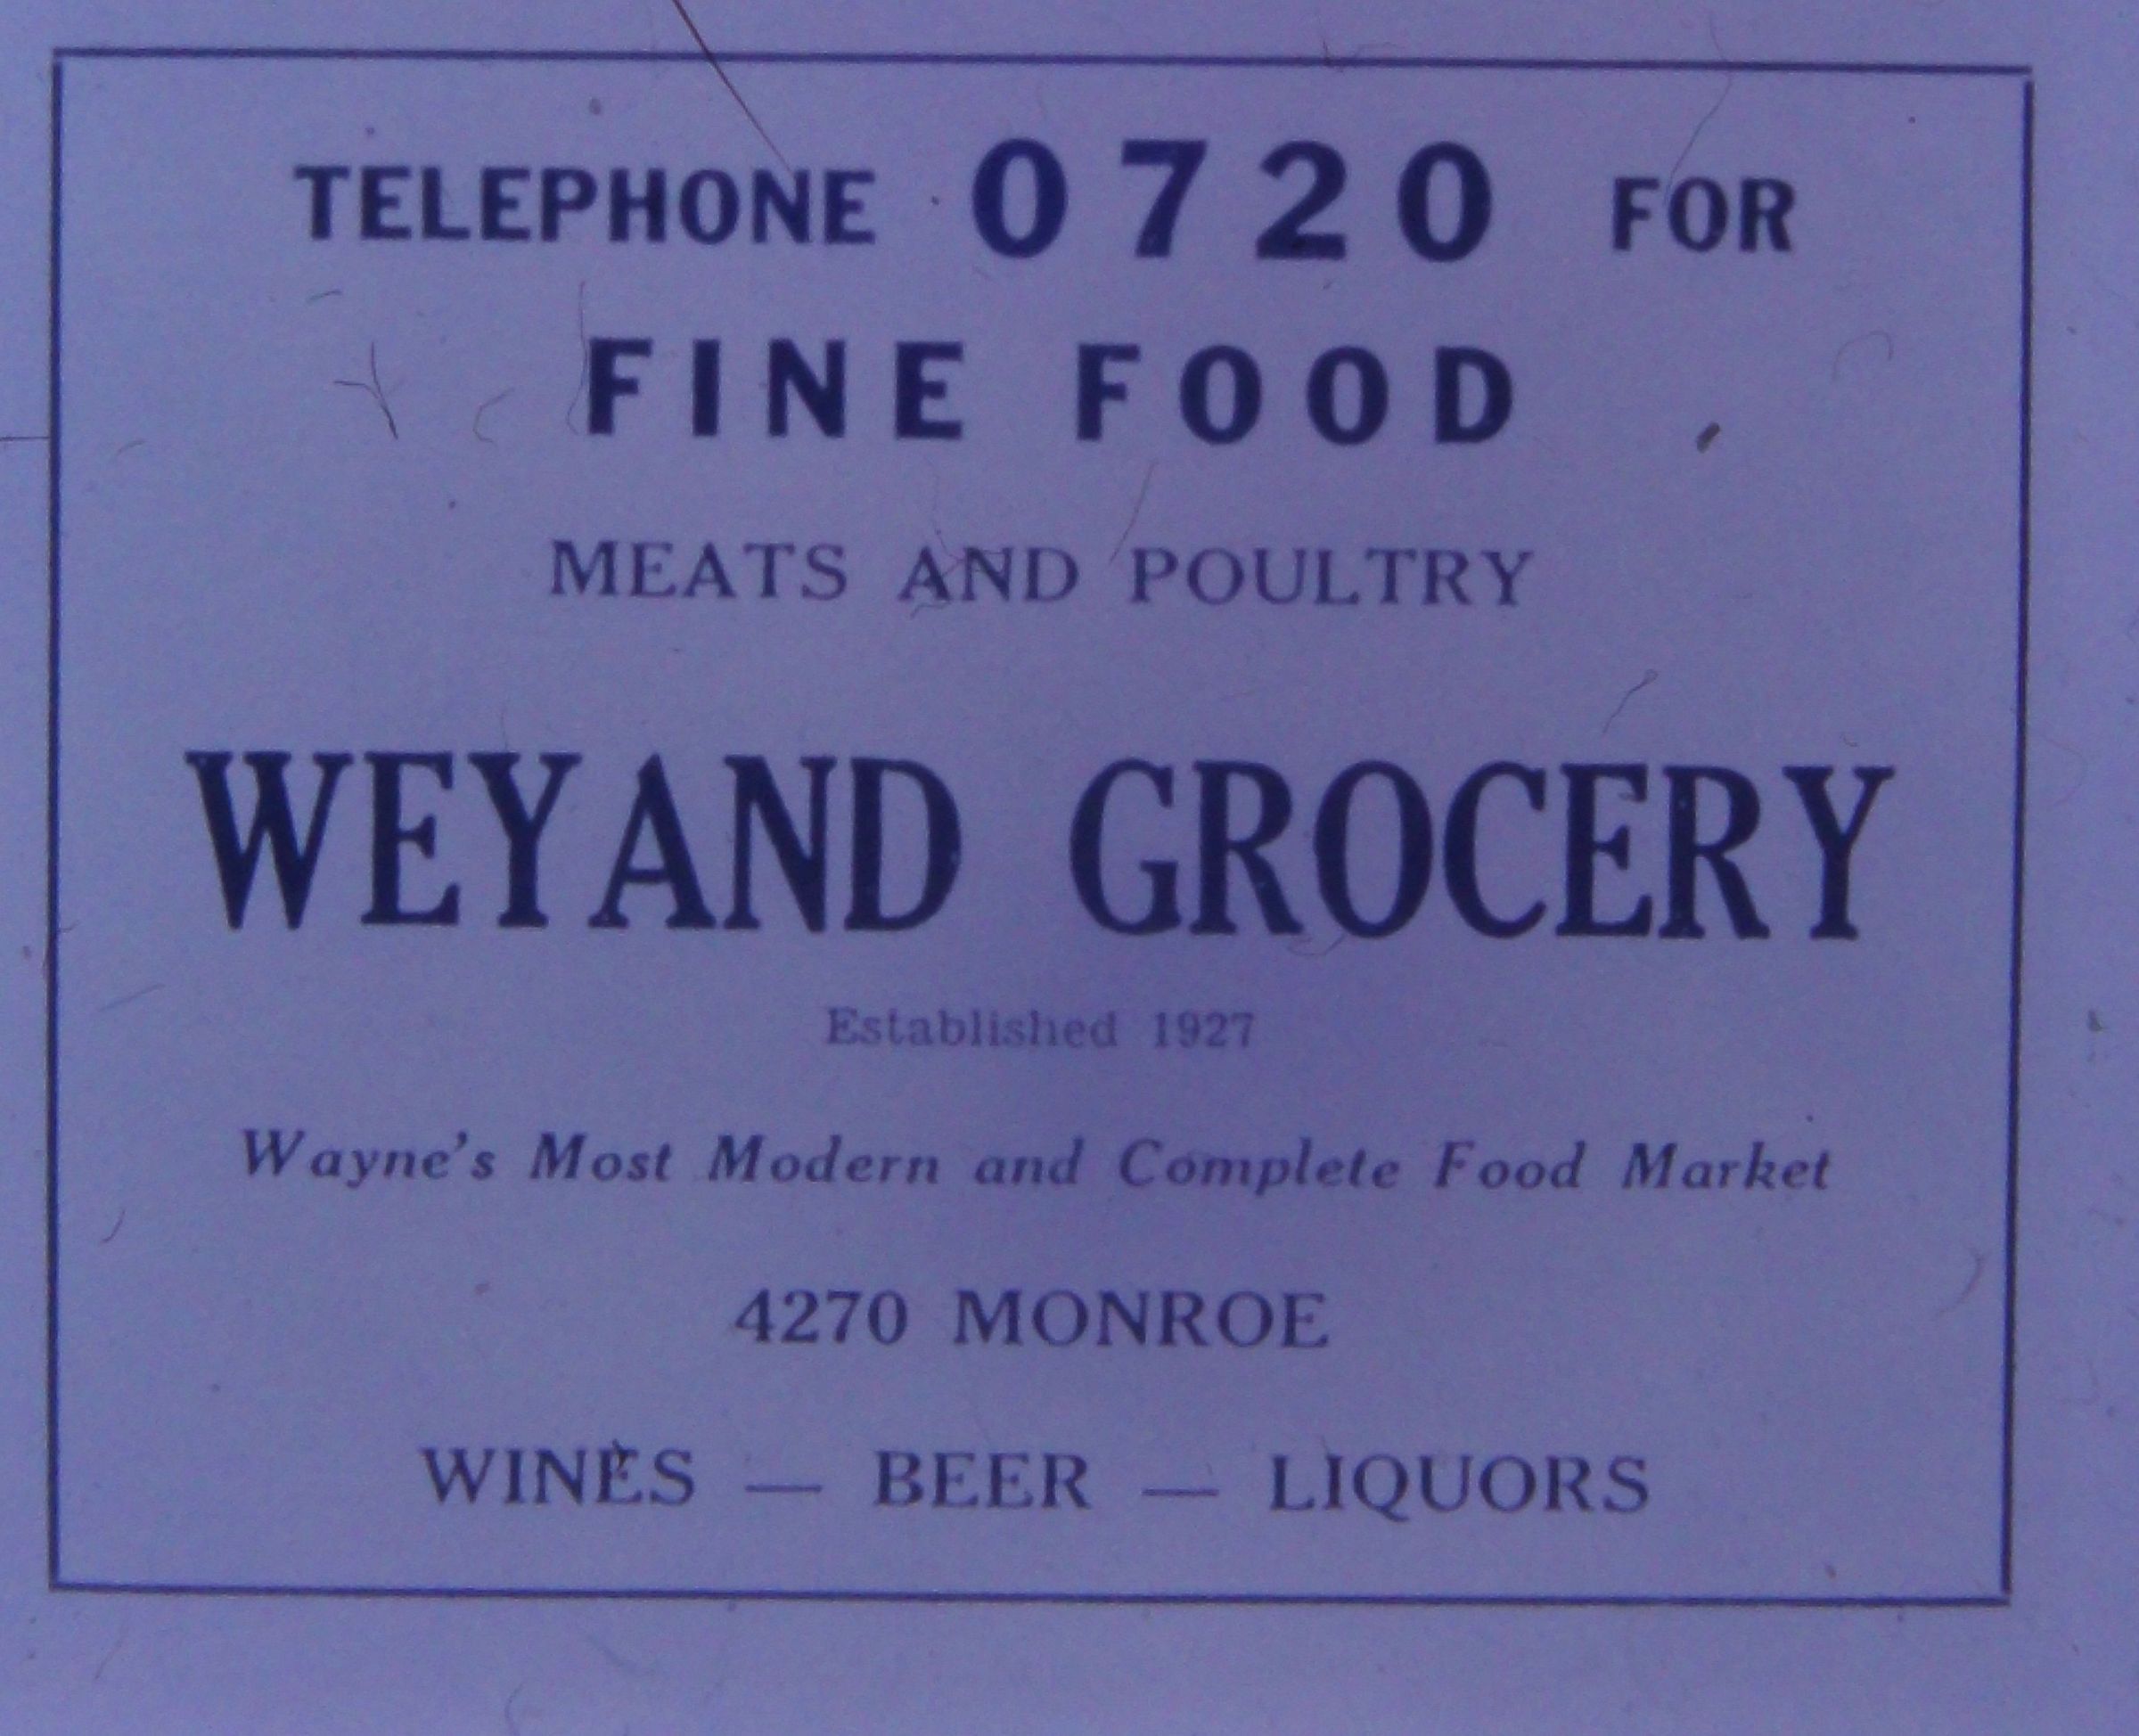 TELEPHONE 0720 FOR
FINE FOOD
MEATS AND POULTRY
WEYAND GROCERY
Established 1927
Wayne's Most Modern and Complete Food Market
4270 MONROE
WINES — BEER — LIQUORS